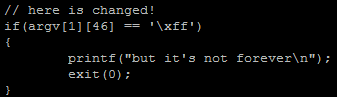 // here is changed!
if(argv[1][46] == '\xff')
{
        printf("but it's not forever\n");
        exit(0);
}